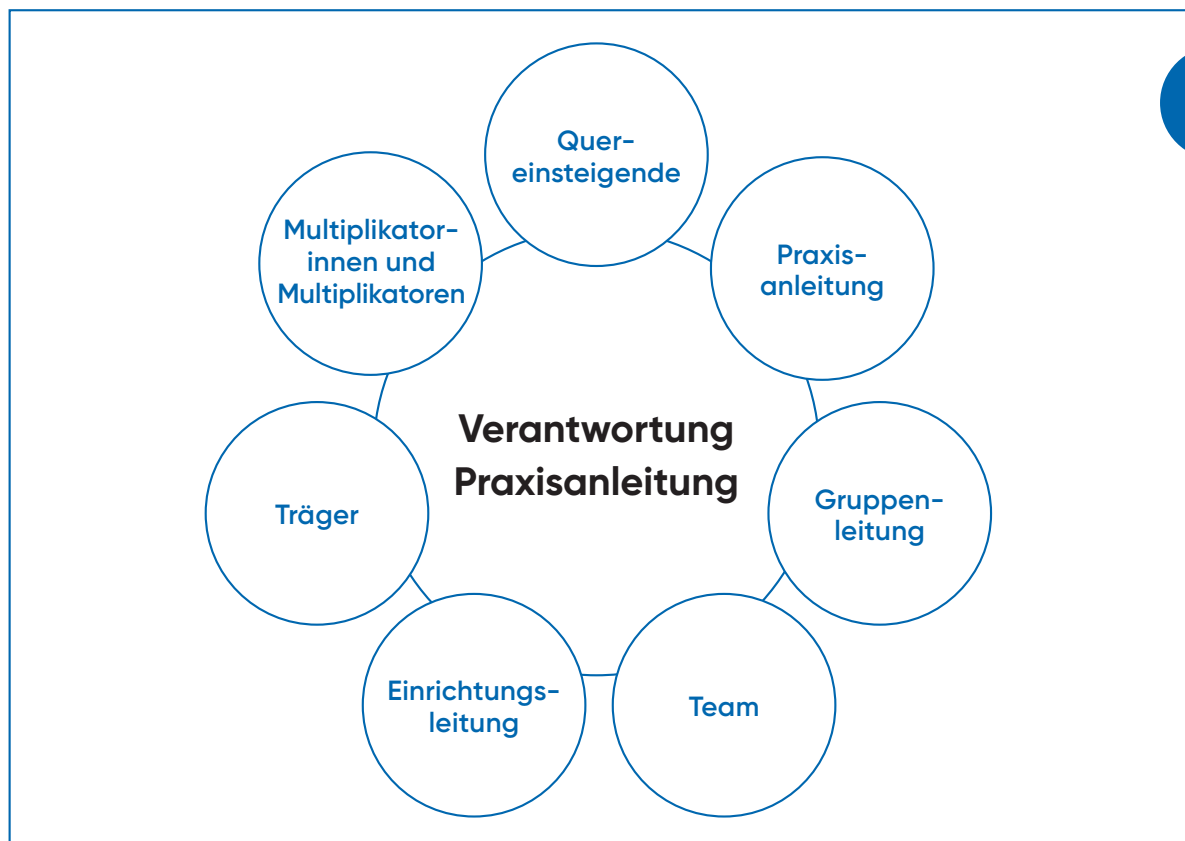 Quer-
einsteigende
Multiplikator-
innen und
Multiplikatoren
Praxis-
anleitung
Verantwortung
Praxisanleitung
Träger
Gruppen-
leitung
Einrichtungs-
leitung
Team